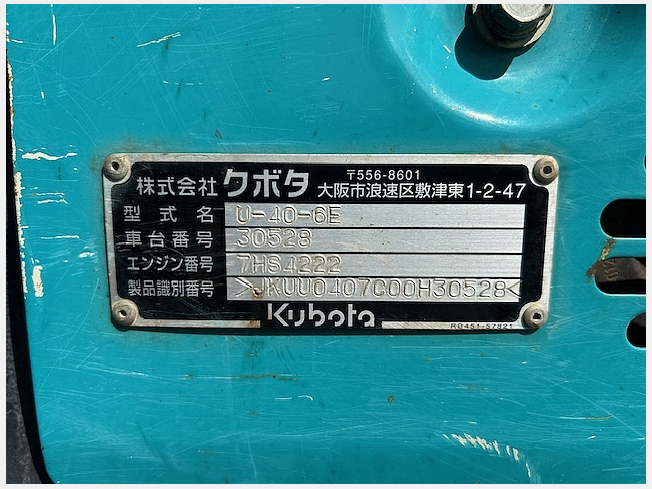 〒556-8601
株式会社 クボタ 大阪市浪速区敷津東1-2-47
型式名 U-40-6E
車台番号 30528
エンジン番号 7HS4222
製品識別番号 >JKUU0407C00H30528<
Kubota
RB451-57821